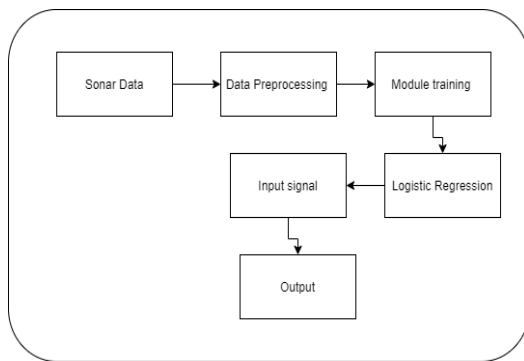 Sonar Data
Data Preprocessing
Module training
Logistic Regression
Input signal
Output